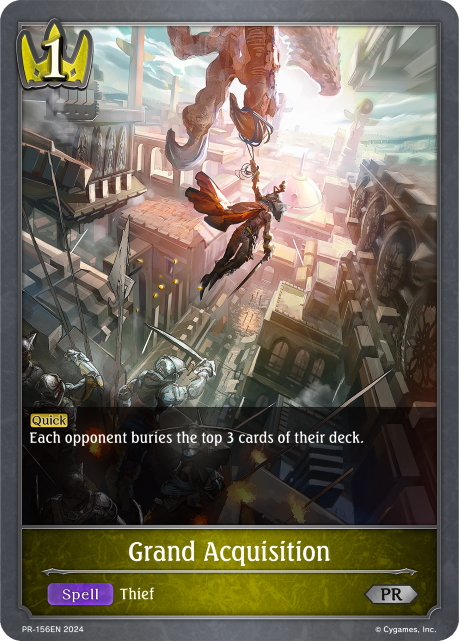 1
Quick
Each opponent buries the top 3 cards of their deck.
Grand Acquisition
Spell Thief
PR
PR-156EN 2024
© Cygames, Inc.